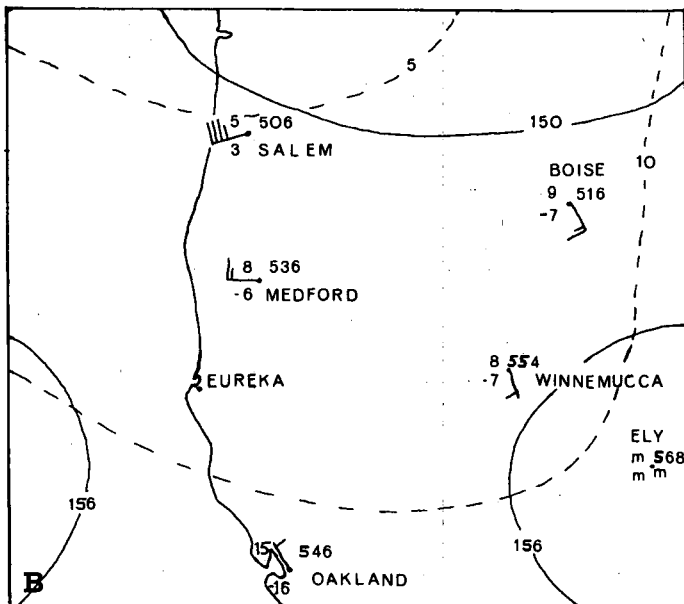 5
5 506
3 SALEM
150
10
BOISE
9 516
-7
8 536
-6 MEDFORD
8 554
-7 WINNEMUCCA
EUREKA
ELY
m 568
m m
156
156
15 546
-16 OAKLAND
B